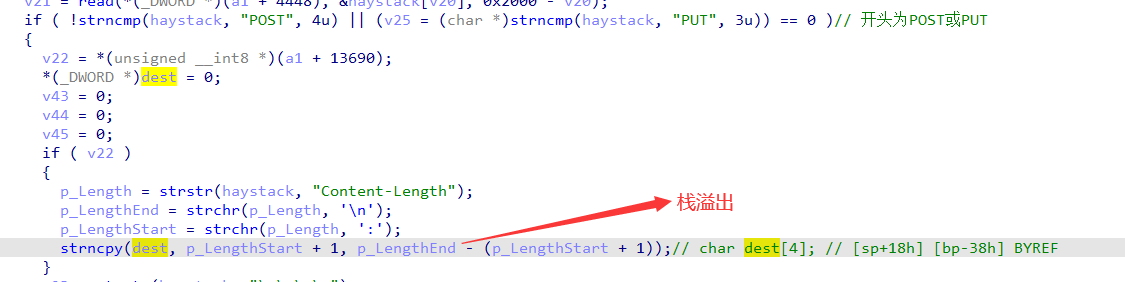 v21 = read(*(_DWORD *)(a1 + 4448), &haystack[v20], 0x2000 - v20);
if ( !strncmp(haystack, "POST", 4u) || (v25 = (char *)strncmp(haystack, "PUT", 3u)) == 0 )// 开头为POST或PUT
{
v22 = *(unsigned __int8 *)(a1 + 13690);
*(_DWORD *)dest = 0;
v43 = 0;
v44 = 0;
v45 = 0;
if ( v22 )
{
p_Length = strstr(haystack, "Content-Length");
p_LengthEnd = strchr(p_Length, '\n');
p_LengthStart = strchr(p_Length, ':');
栈溢出
strncpy(dest, p_LengthStart + 1, p_LengthEnd - (p_LengthStart + 1));// char dest[4]; // [sp+18h] [bp-38h] BYREF
}